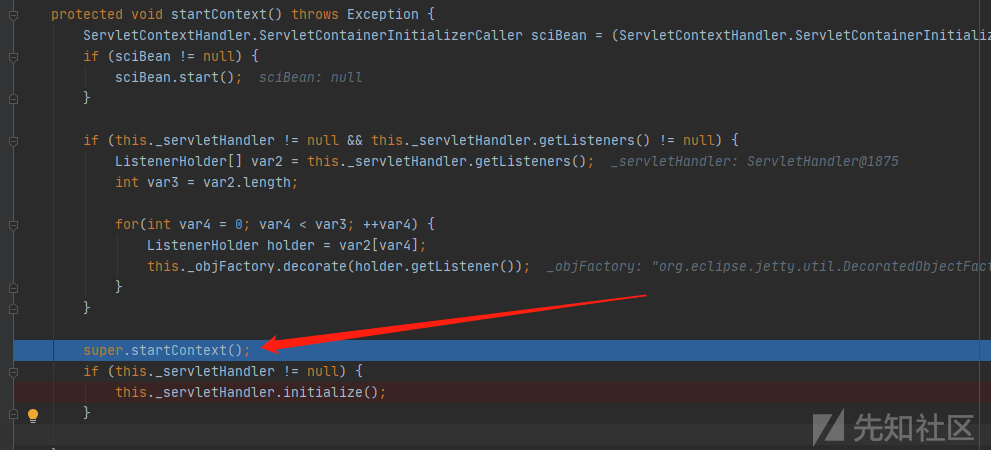 protected void startContext() throws Exception {
ServletContextHandler.ServletContainerInitializerCaller sciBean = (ServletContextHandler.ServletContainerInitializ
if (sciBean != null) {
sciBean.start(); sciBean: null
}
if (this._servletHandler != null && this._servletHandler.getListeners() != null) {
ListenerHolder[] var2 = this._servletHandler.getListeners(); _servletHandler: ServletHandler@1875
int var3 = var2.length;
for(int var4 = 0; var4 < var3; ++var4) {
ListenerHolder holder = var2[var4];
this._objFactory.decorate(holder.getListener()); _objFactory: "org.eclipse.jetty.util.DecoratedObjectFact
}
}
super.startContext();
if (this._servletHandler != null) {
this._servletHandler.initialize();
}
先知社区